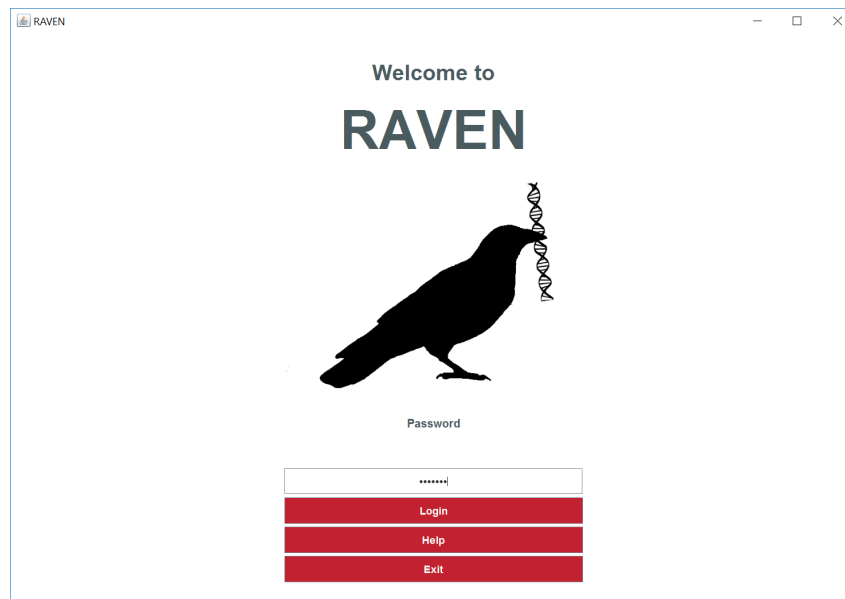 RAVEN
Welcome to
RAVEN
Password
•••••••
Login
Help
Exit